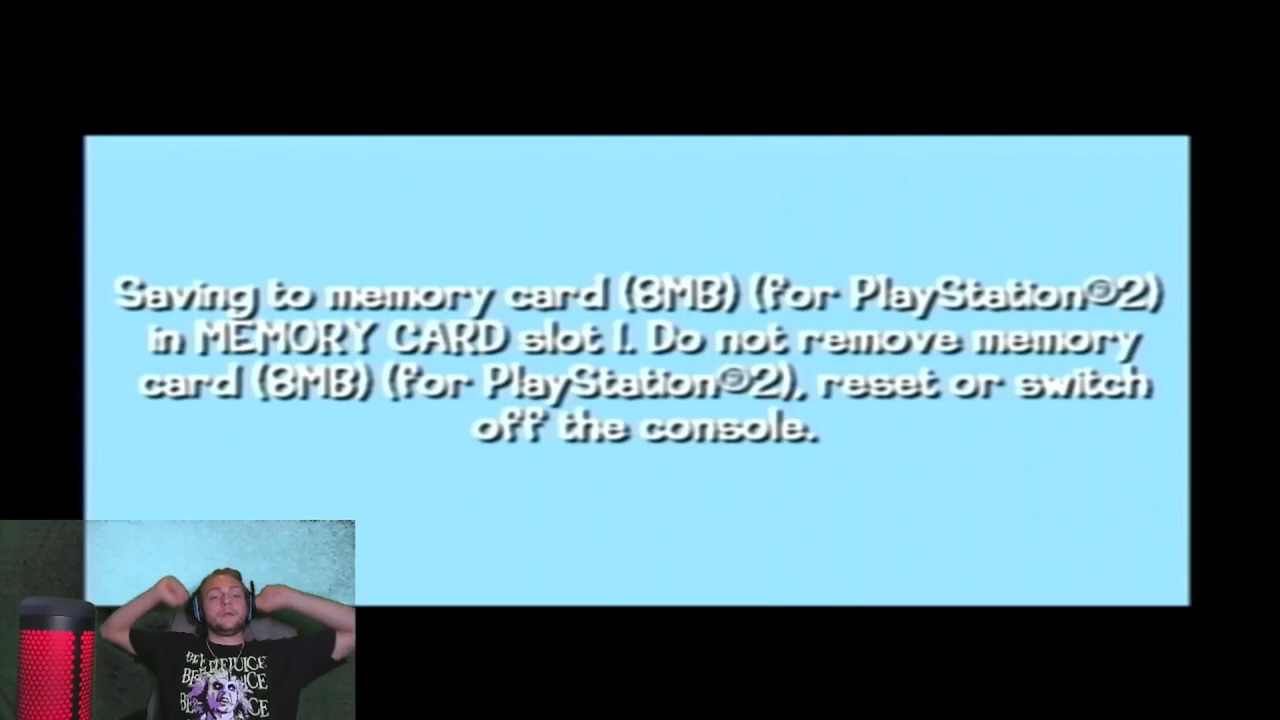 Saving to memory card (8MB) (for PlayStation®2)
in MEMORY CARD slot 1. Do not remove memory
card (8MB) (for PlayStation®2), reset or switch
off the console.
BEETLEJUICE